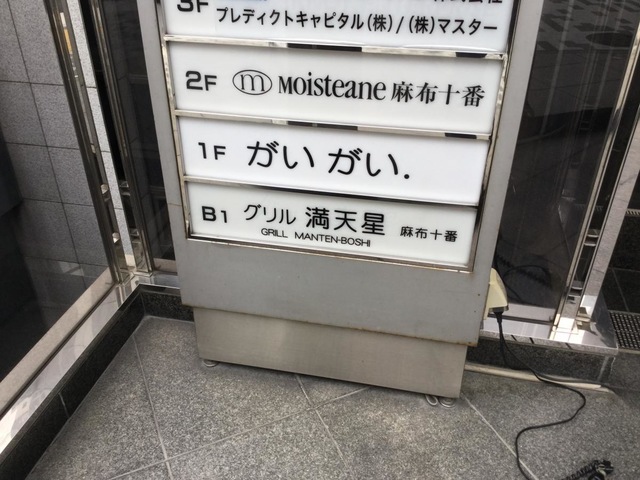 3F
プレディクトキャピタル(株)/(株)マスター
2F m Moisteane 麻布十番
1F がいがい.
B1 グリル 満天星 麻布十番
GRILL MANTEN-BOSHI